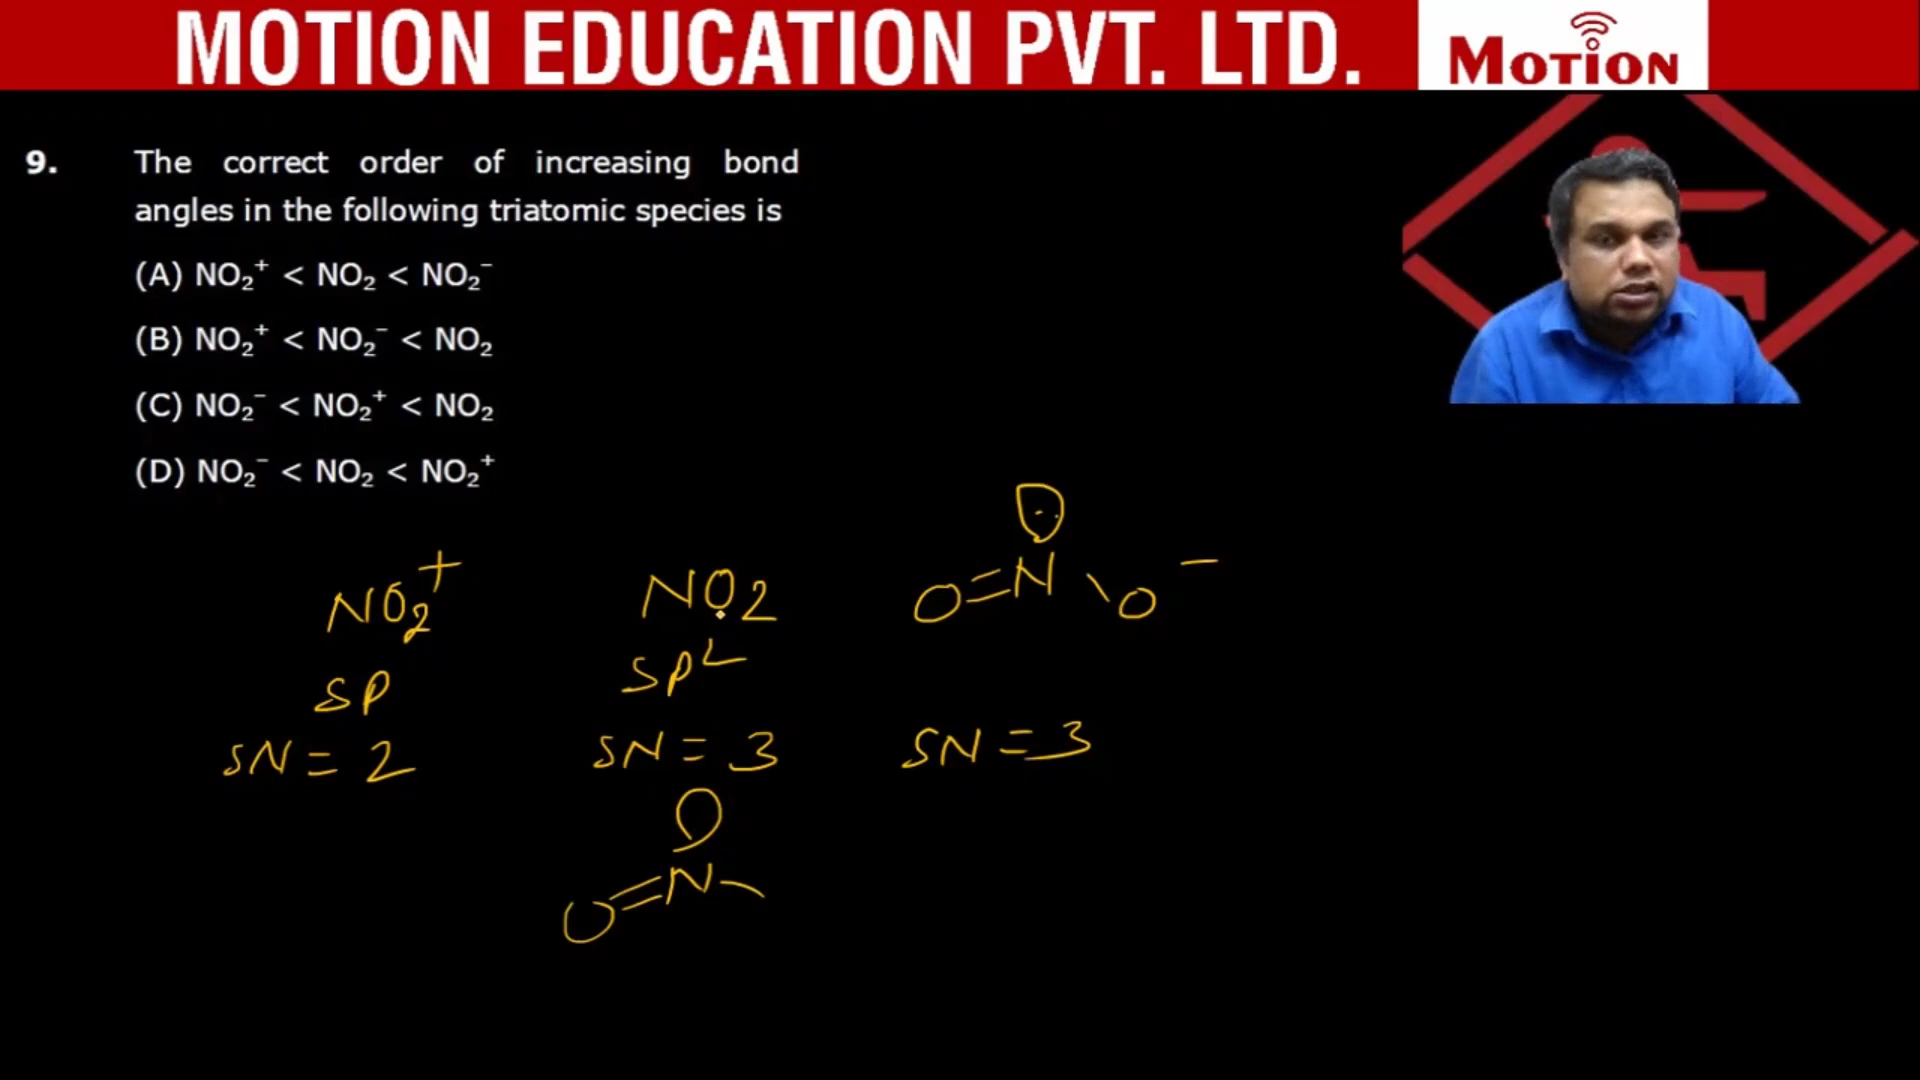 MOTION EDUCATION PVT. LTD.
MOTION
9. The correct order of increasing bond
angles in the following triatomic species is
(A) NO₂⁺ < NO₂ < NO₂⁻
(B) NO₂⁺ < NO₂⁻ < NO₂
(C) NO₂⁻ < NO₂⁺ < NO₂
(D) NO₂⁻ < NO₂ < NO₂⁺
NO₂⁺ NO2 O=N\O⁻
SP SP²
SN = 2 SN = 3 SN = 3
O=N-